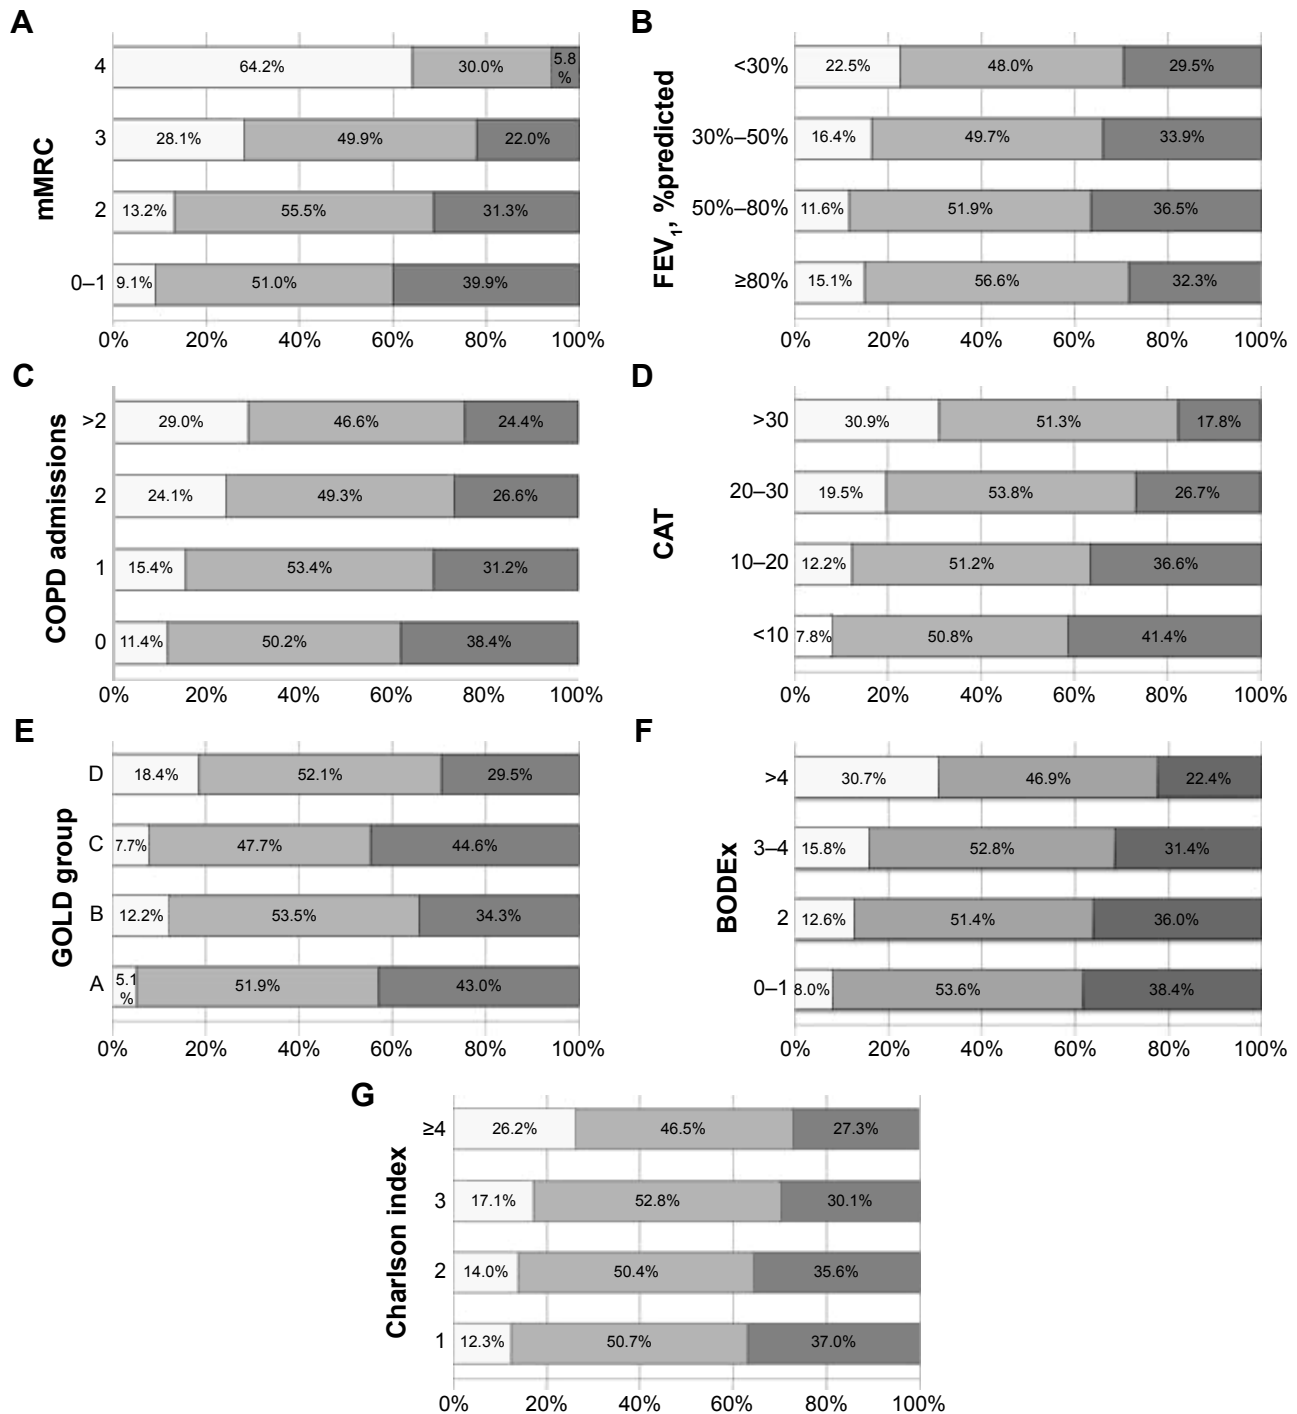 A
mMRC
4 64.2% 30.0% 5.8
%
3 28.1% 49.9% 22.0%
2 13.2% 55.5% 31.3%
0–1 9.1% 51.0% 39.9%
0% 20% 40% 60% 80% 100%
B
FEV1, %predicted
<30% 22.5% 48.0% 29.5%
30%–50% 16.4% 49.7% 33.9%
50%–80% 11.6% 51.9% 36.5%
≥80% 15.1% 56.6% 32.3%
0% 20% 40% 60% 80% 100%
C
COPD admissions
>2 29.0% 46.6% 24.4%
2 24.1% 49.3% 26.6%
1 15.4% 53.4% 31.2%
0 11.4% 50.2% 38.4%
0% 20% 40% 60% 80% 100%
D
CAT
>30 30.9% 51.3% 17.8%
20–30 19.5% 53.8% 26.7%
10–20 12.2% 51.2% 36.6%
<10 7.8% 50.8% 41.4%
0% 20% 40% 60% 80% 100%
E
GOLD group
D 18.4% 52.1% 29.5%
C 7.7% 47.7% 44.6%
B 12.2% 53.5% 34.3%
A 5.1
% 51.9% 43.0%
0% 20% 40% 60% 80% 100%
F
BODEx
>4 30.7% 46.9% 22.4%
3–4 15.8% 52.8% 31.4%
2 12.6% 51.4% 36.0%
0–1 8.0% 53.6% 38.4%
0% 20% 40% 60% 80% 100%
G
Charlson index
≥4 26.2% 46.5% 27.3%
3 17.1% 52.8% 30.1%
2 14.0% 50.4% 35.6%
1 12.3% 50.7% 37.0%
0% 20% 40% 60% 80% 100%